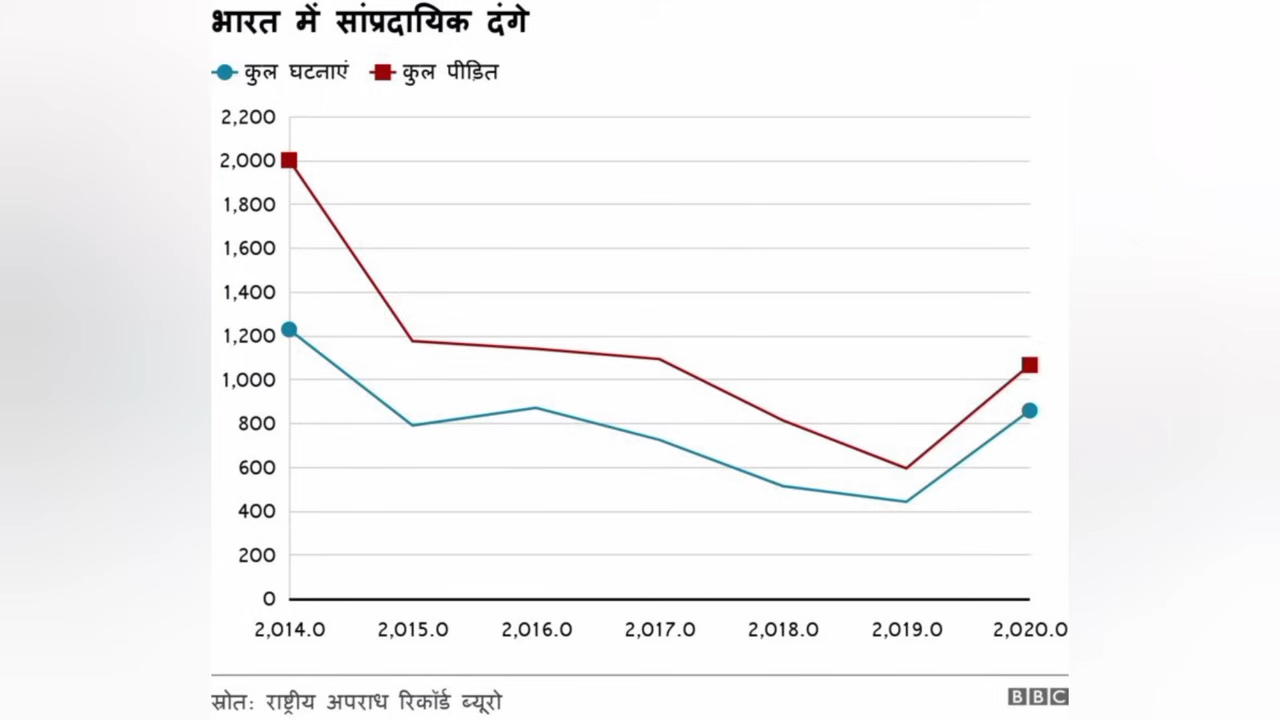 भारत में सांप्रदायिक दंगे
कुल घटनाएं कुल पीड़ित
2,200
2,000
1,800
1,600
1,400
1,200
1,000
800
600
400
200
0
2,014.0 2,015.0 2,016.0 2,017.0 2,018.0 2,019.0 2,020.0
स्रोत: राष्ट्रीय अपराध रिकॉर्ड ब्यूरो
BBC